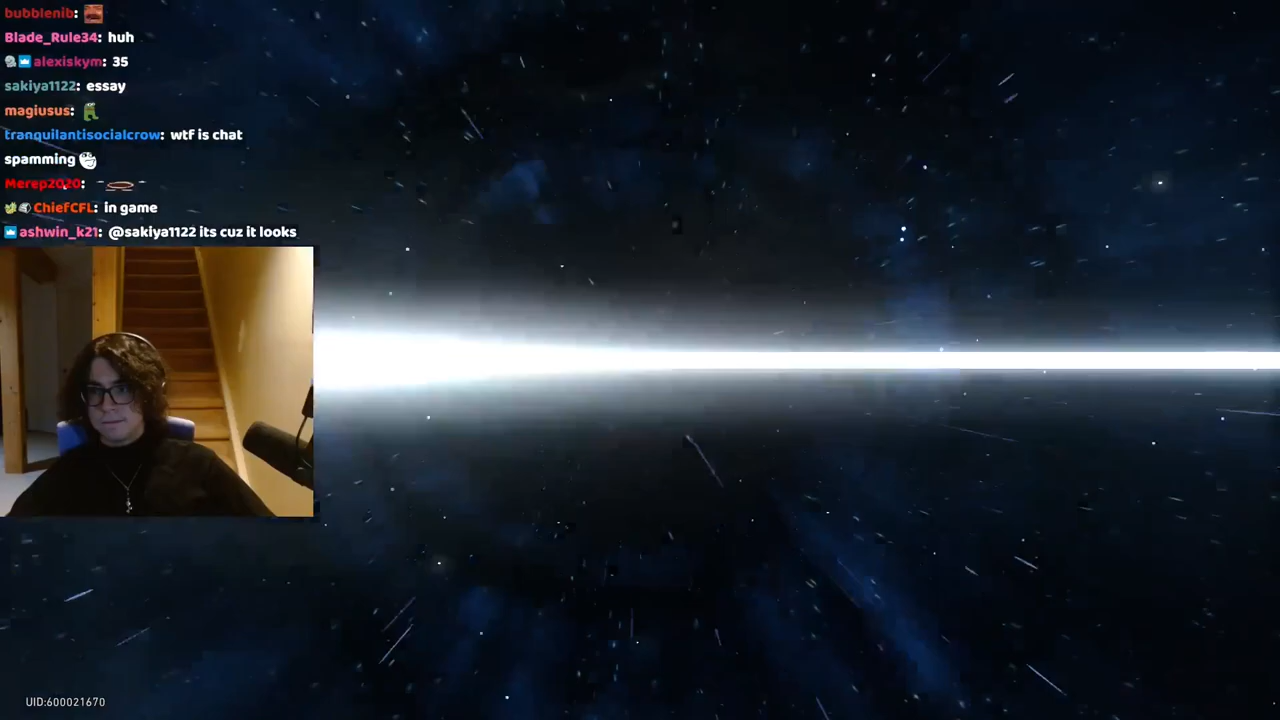 bubblenib:
Blade_Rule34: huh
alexiskym: 35
sakiya1122: essay
magiusus:
tranquilantisocialcrow: wtf is chat
spamming
Merep2020:
ChiefCFL: in game
ashwin_k21: @sakiya1122 its cuz it looks
UID:600021670